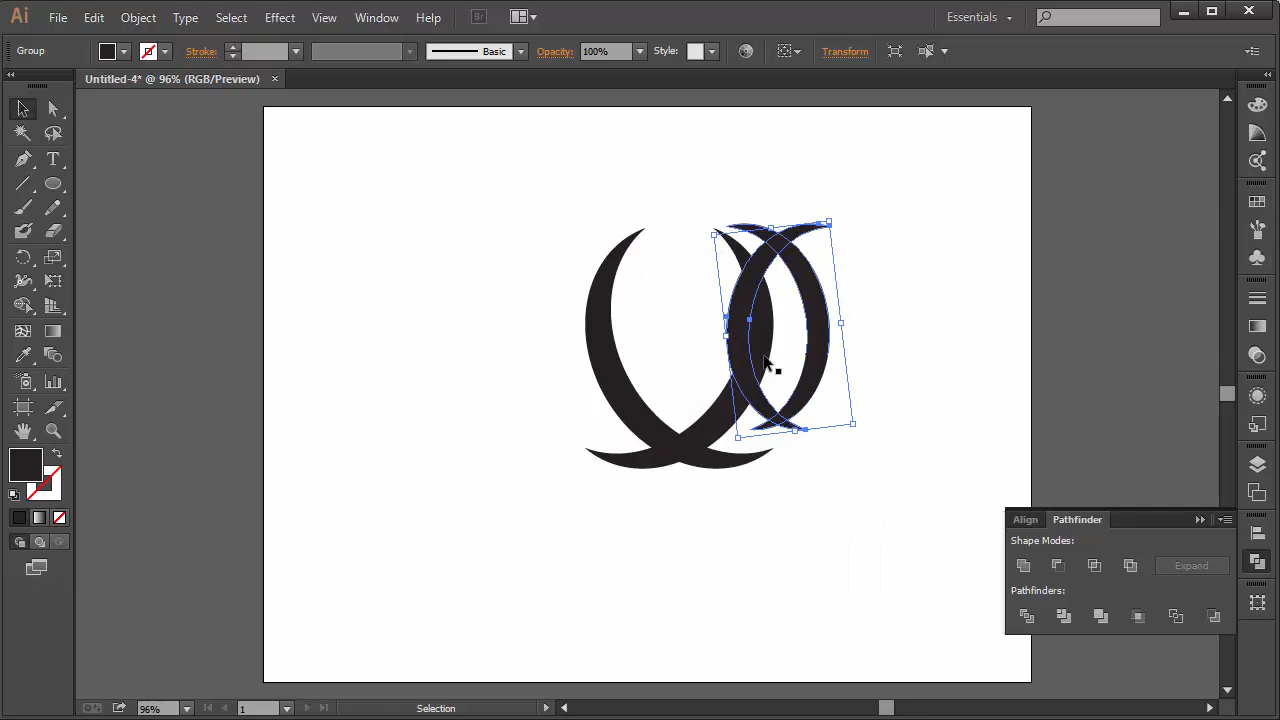 Ai File Edit Object Type Select Effect View Window Help Br Essentials
Group Stroke: Basic Opacity: 100% Style: Transform
Untitled-4* @ 96% (RGB/Preview) ×
Align Pathfinder
Shape Modes:
Expand
Pathfinders:
96% 1 Selection